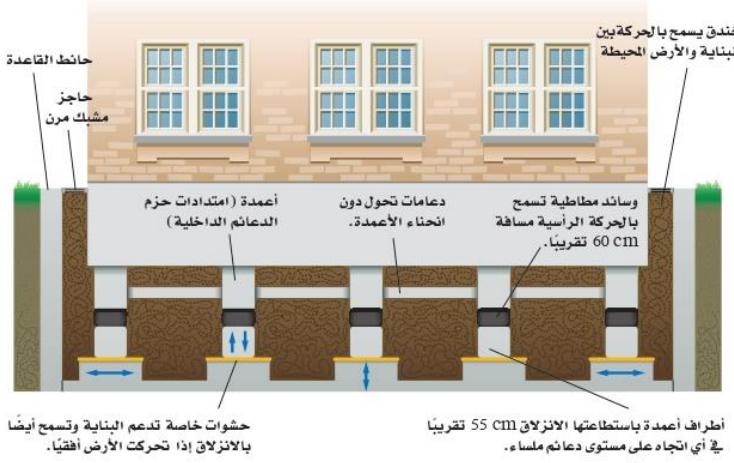 خندق يسمح بالحركة بين
البناية والأرض المحيطة
حائط القاعدة
حاجز
مشبك مرن
وسائد مطاطية تسمح
بالحركة الرأسية مسافة
60 cm تقريبًا.
دعامات تحول دون
انحناء الأعمدة.
أعمدة (امتدادات حزم
الدعائم الداخلية)
أطراف أعمدة باستطاعتها الانزلاق 55 cm تقريبًا
في أي اتجاه على مستوى دعائم ملساء.
حشوات خاصة تدعم البناية وتسمح أيضًا
بالانزلاق إذا تحركت الأرض أفقيًا.